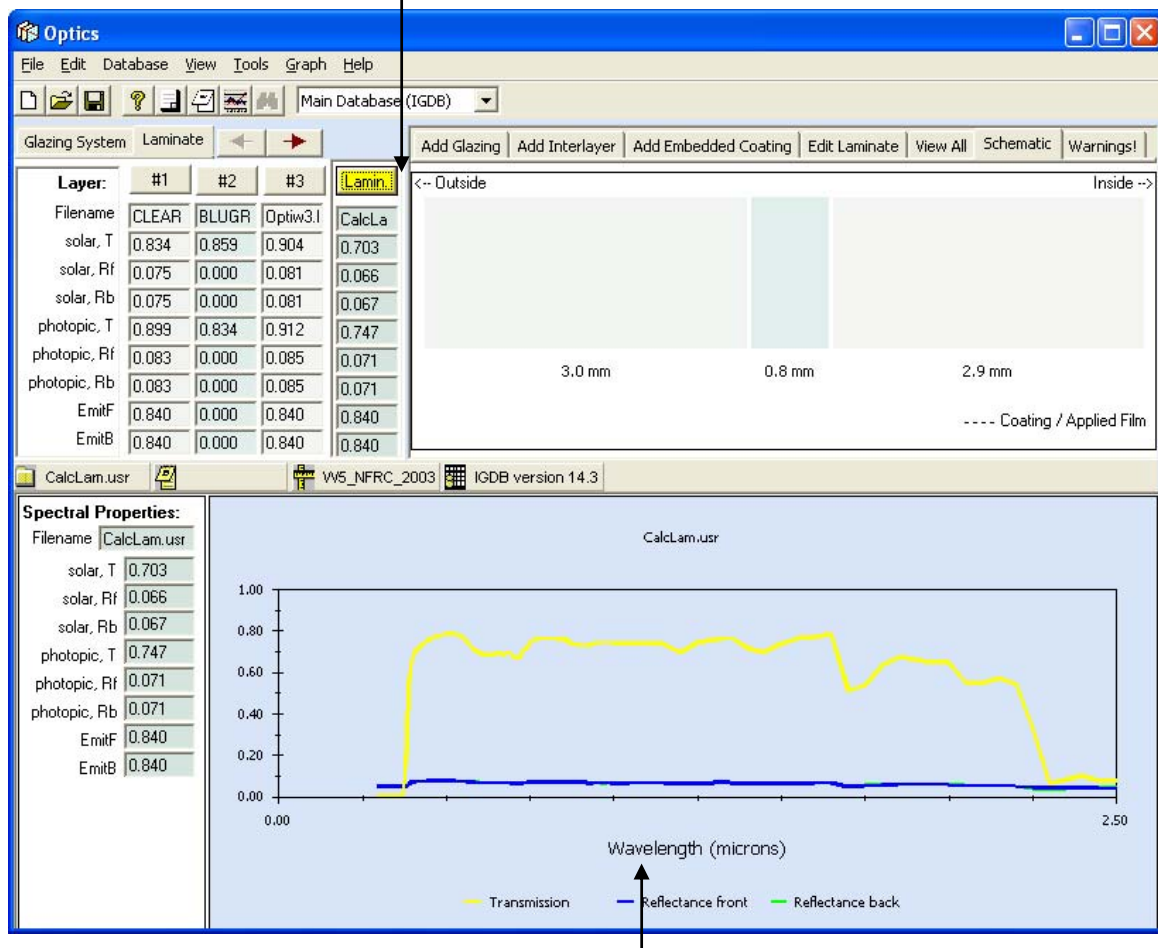 Optics
File Edit Database View Tools Graph Help
Main Database (IGDB)
Glazing System Laminate
Add Glazing Add Interlayer Add Embedded Coating Edit Laminate View All Schematic Warnings!
Layer: #1 #2 #3 Lamin.
<-- Outside Inside -->
Filename CLEAR BLUGR Optiw3.l CalcLa
solar, T 0.834 0.859 0.904 0.703
solar, Rf 0.075 0.000 0.081 0.066
solar, Rb 0.075 0.000 0.081 0.067
photopic, T 0.899 0.834 0.912 0.747
photopic, Rf 0.083 0.000 0.085 0.071
photopic, Rb 0.083 0.000 0.085 0.071
EmitF 0.840 0.000 0.840 0.840
EmitB 0.840 0.000 0.840 0.840
3.0 mm 0.8 mm 2.9 mm
---- Coating / Applied Film
CalcLam.usr W5_NFRC_2003 IGDB version 14.3
Spectral Properties:
Filename CalcLam.usr
solar, T 0.703
solar, Rf 0.066
solar, Rb 0.067
photopic, T 0.747
photopic, Rf 0.071
photopic, Rb 0.071
EmitF 0.840
EmitB 0.840
CalcLam.usr
1.00
0.80
0.60
0.40
0.20
0.00
0.00 2.50
Wavelength (microns)
Transmission Reflectance front Reflectance back